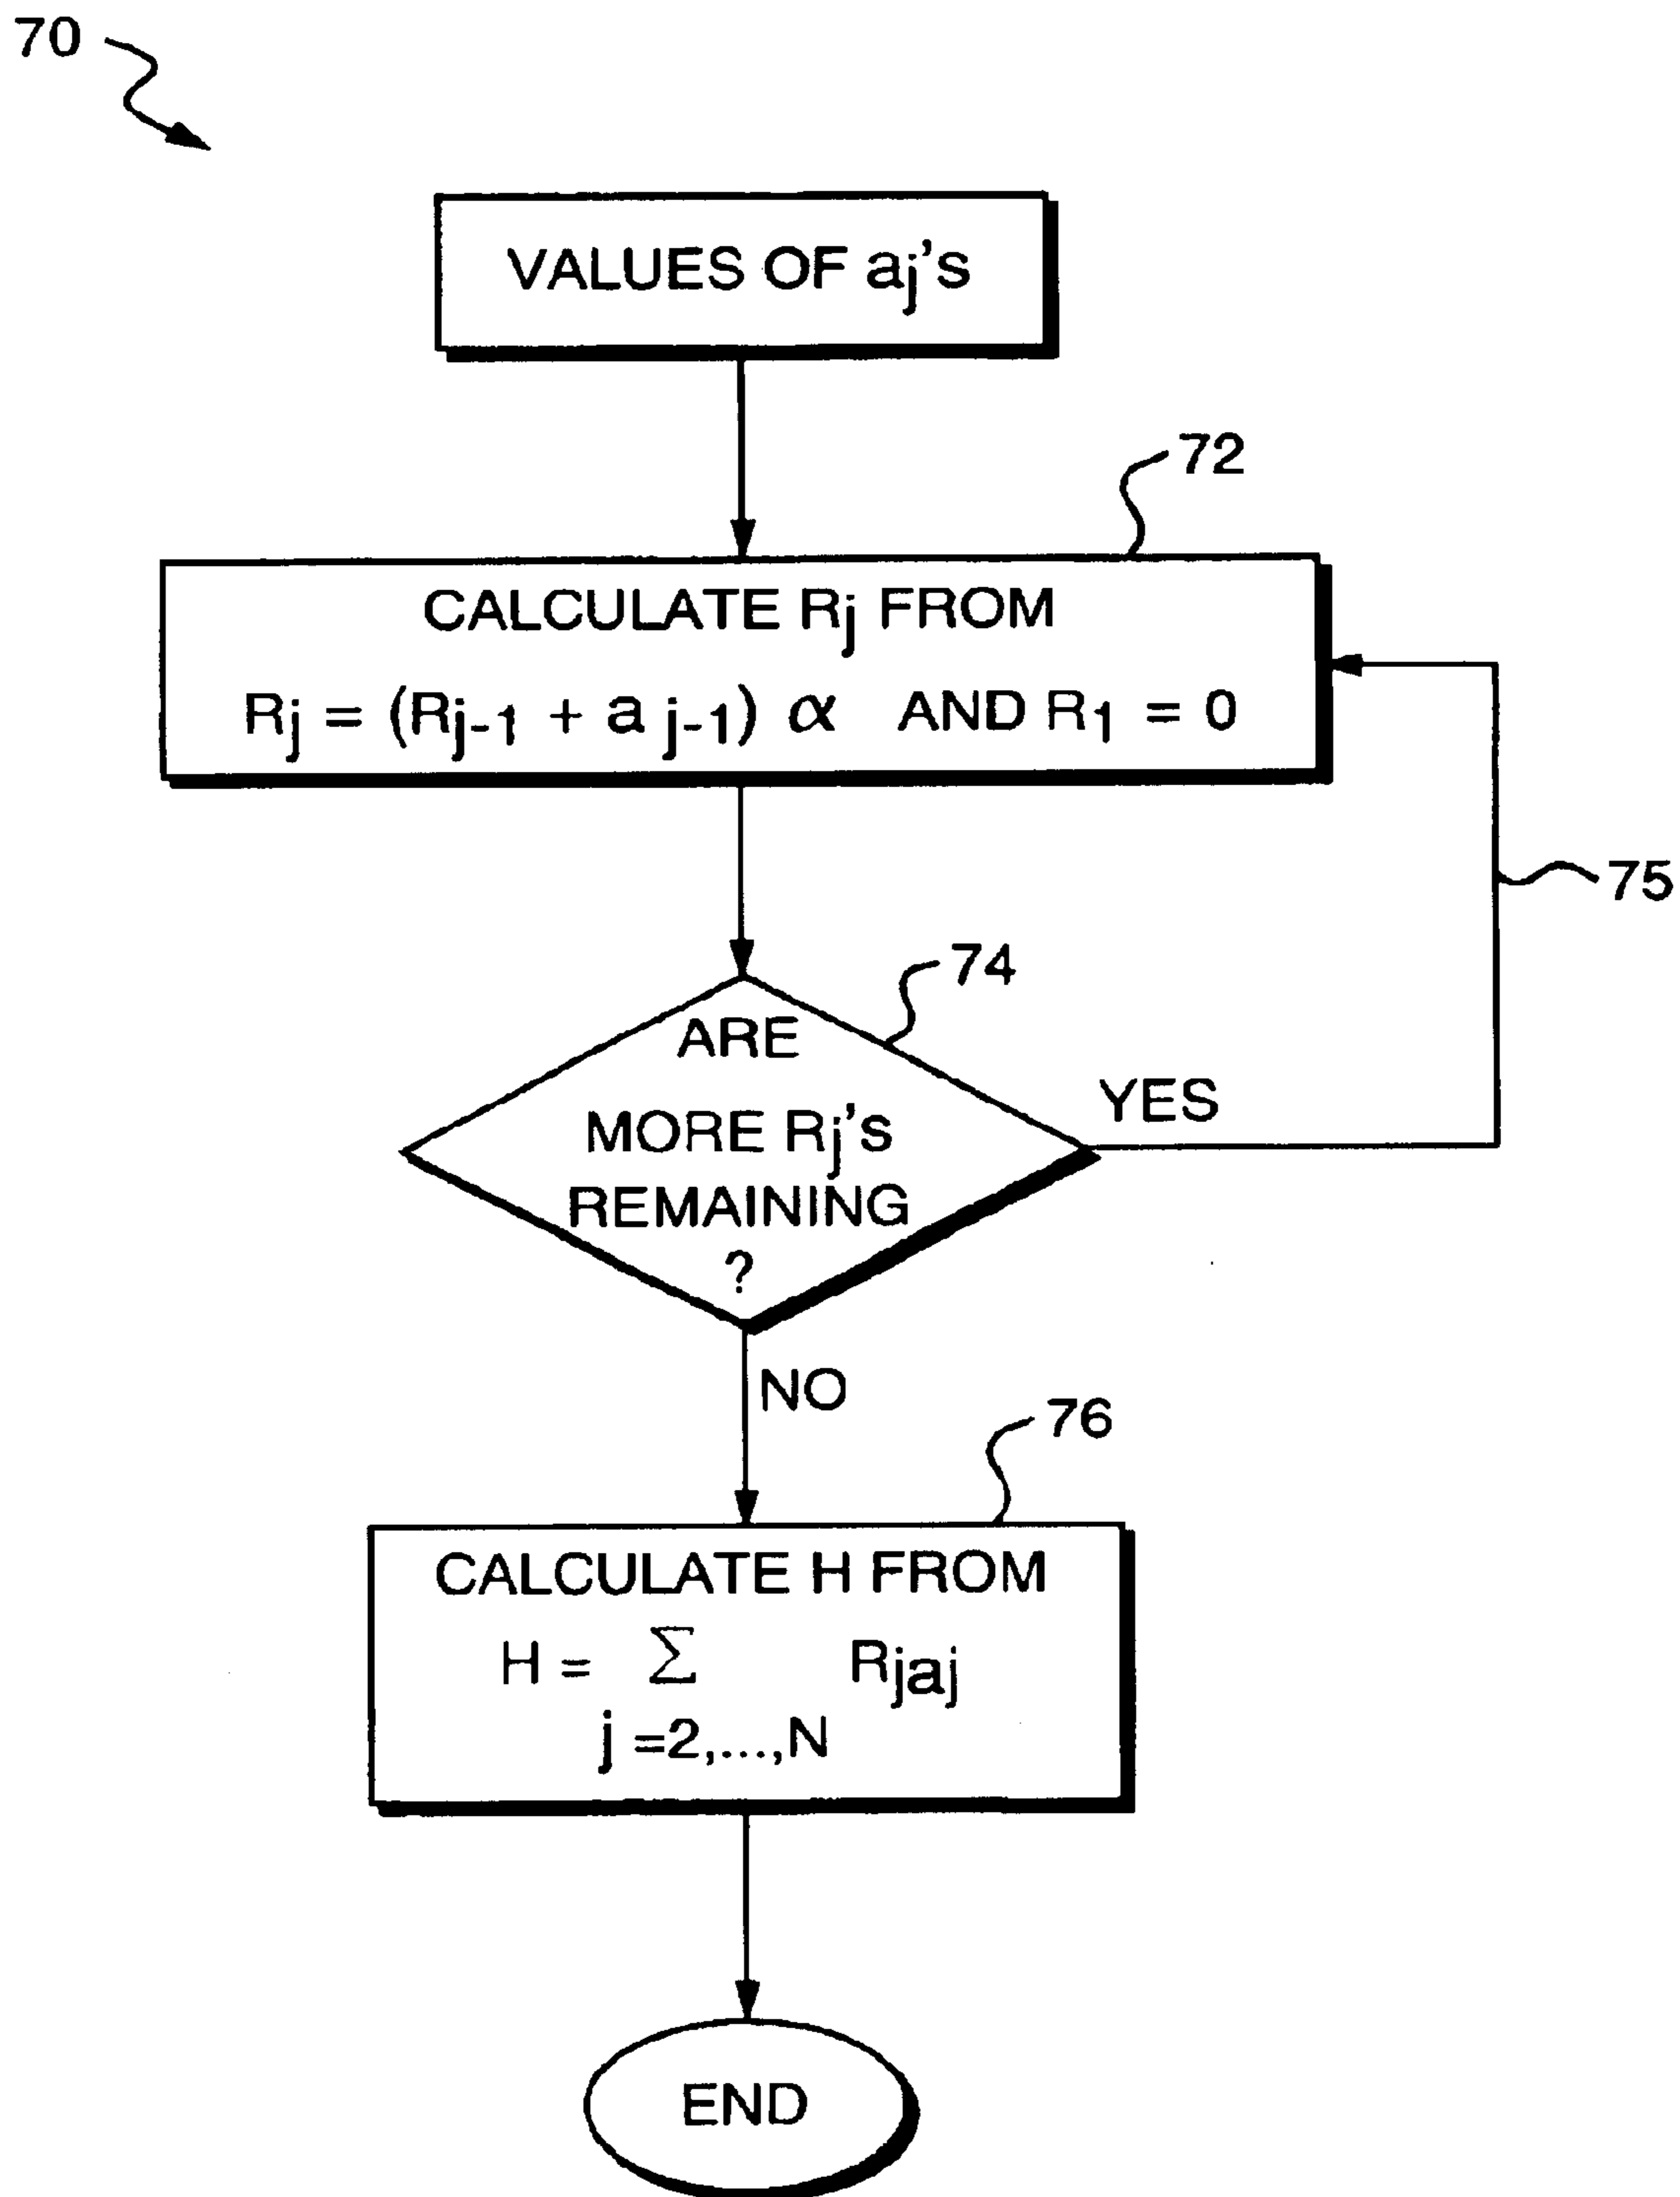 70
VALUES OF aj's
72
CALCULATE Rj FROM
Rj = (Rj-1 + a j-1) α AND R1 = 0
75
74
ARE
MORE Rj's
REMAINING
?
YES
NO
76
CALCULATE H FROM
H = Σ Rjaj
j =2,...,N
END